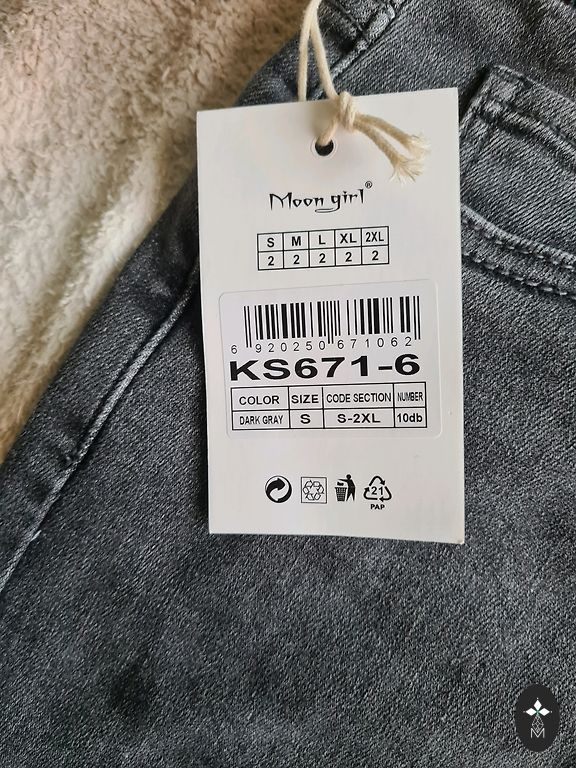 Moon girl®
S M L XL 2XL
2 2 2 2 2
6 920250 671062
KS671-6
COLOR SIZE CODE SECTION NUMBER
DARK GRAY S S-2XL 10db
21
PAP
M